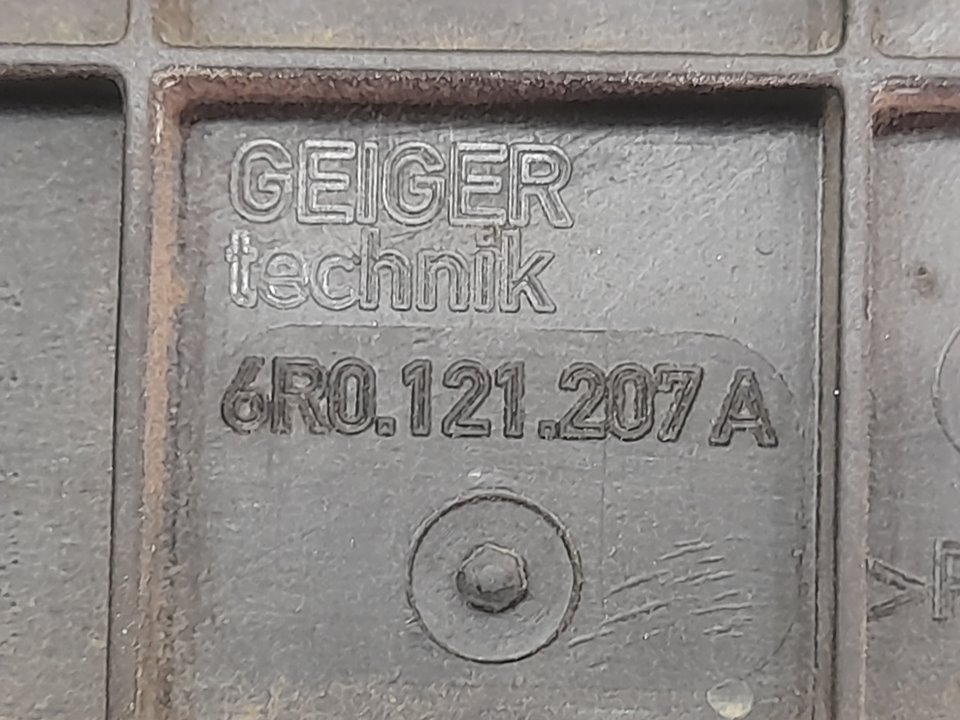 GEIGER
technik
6R0.121.207 A
>P